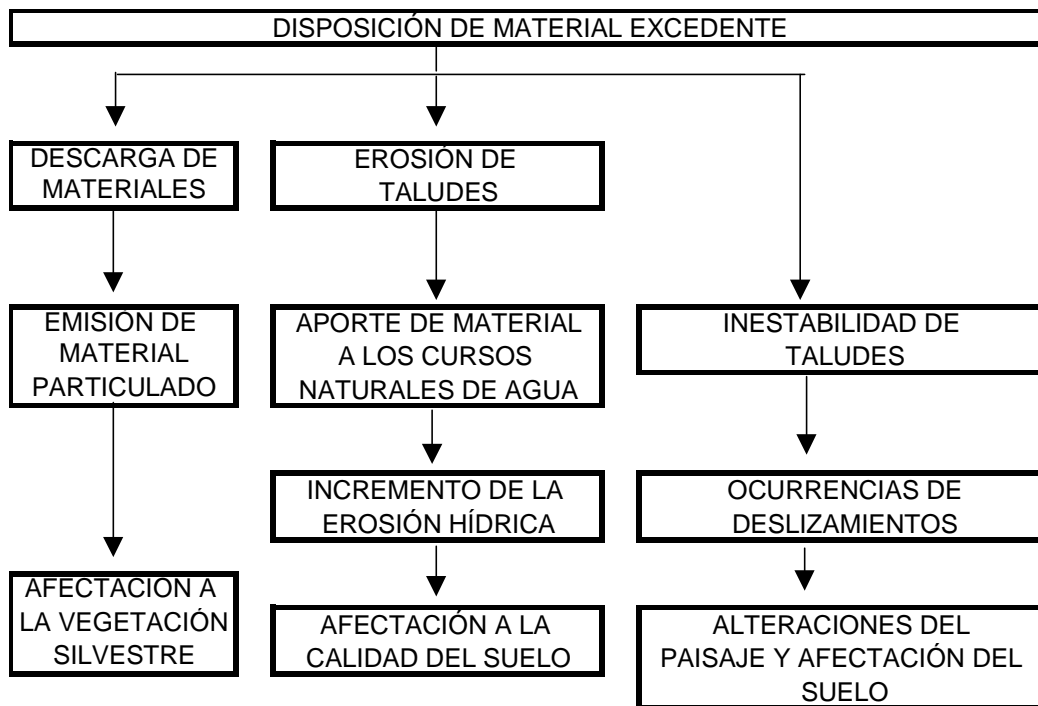 DISPOSICIÓN DE MATERIAL EXCEDENTE
DESCARGA DE
MATERIALES
EROSIÓN DE
TALUDES
EMISIÓN DE
MATERIAL
PARTICULADO
APORTE DE MATERIAL
A LOS CURSOS
NATURALES DE AGUA
INESTABILIDAD DE
TALUDES
INCREMENTO DE LA
EROSIÓN HÍDRICA
OCURRENCIAS DE
DESLIZAMIENTOS
AFECTACION A
LA VEGETACIÓN
SILVESTRE
AFECTACIÓN A LA
CALIDAD DEL SUELO
ALTERACIONES DEL
PAISAJE Y AFECTACIÓN DEL
SUELO